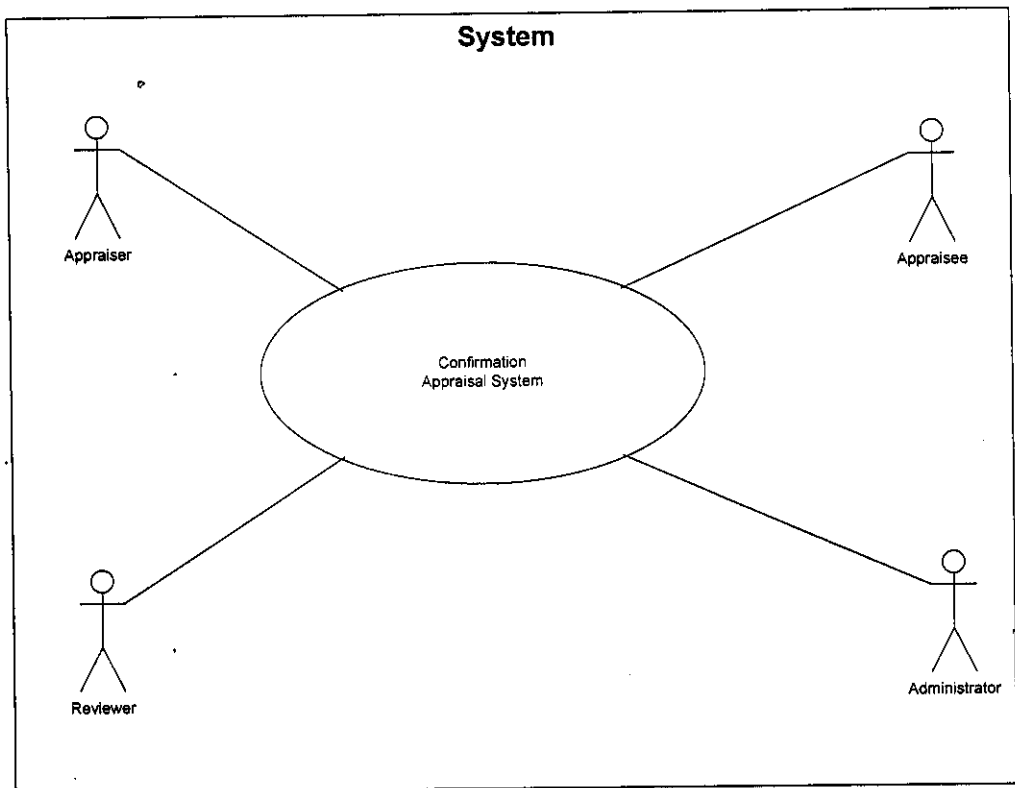 System
Appraiser
Appraisee
Confirmation
Appraisal System
Reviewer
Administrator